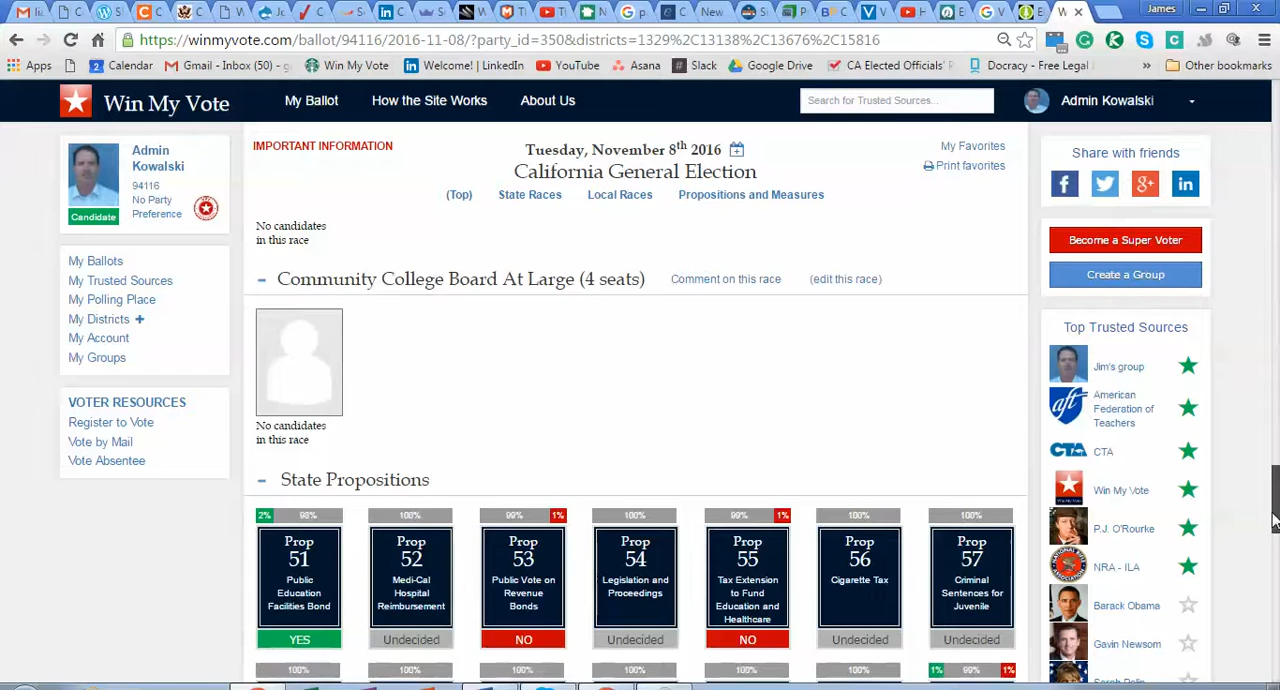 James
https://winmyvote.com/ballot/94116/2016-11-08/?party_id=350&districts=1329%2C13138%2C13676%2C15816
Apps Calendar Gmail - Inbox (50) - g Win My Vote Welcome! | LinkedIn YouTube Asana Slack Google Drive CA Elected Officials' Docracy - Free Legal » Other bookmarks
Win My Vote My Ballot How the Site Works About Us Search for Trusted Sources... Admin Kowalski
Admin
Kowalski
94116
No Party
Preference
Candidate
My Ballots
My Trusted Sources
My Polling Place
My Districts +
My Account
My Groups
VOTER RESOURCES
Register to Vote
Vote by Mail
Vote Absentee
IMPORTANT INFORMATION
Tuesday, November 8th 2016
California General Election
My Favorites
Print favorites
(Top) State Races Local Races Propositions and Measures
No candidates
in this race
– Community College Board At Large (4 seats) Comment on this race (edit this race)
No candidates
in this race
– State Propositions
2% 98% 100% 99% 1% 100% 99% 1% 100% 100%
Prop
51
Public
Education
Facilities Bond
YES
Prop
52
Medi-Cal
Hospital
Reimbursement
Undecided
Prop
53
Public Vote on
Revenue
Bonds
NO
Prop
54
Legislation and
Proceedings
Undecided
Prop
55
Tax Extension
to Fund
Education and
Healthcare
NO
Prop
56
Cigarette Tax
Undecided
Prop
57
Criminal
Sentences for
Juvenile
Undecided
100% 100% 100% 100% 100% 100% 1% 99% 1%
Share with friends
Become a Super Voter
Create a Group
Top Trusted Sources
Jim's group
aft
American
Federation of
Teachers
CTA CTA
Win My Vote
P.J. O'Rourke
NRA - ILA
Barack Obama
Gavin Newsom
Sarah Palin